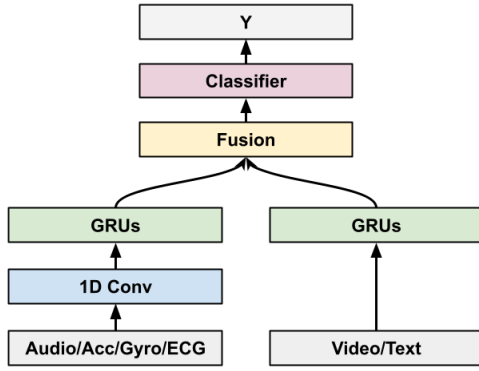 Y
Classifier
Fusion
GRUs
GRUs
1D Conv
Audio/Acc/Gyro/ECG
Video/Text